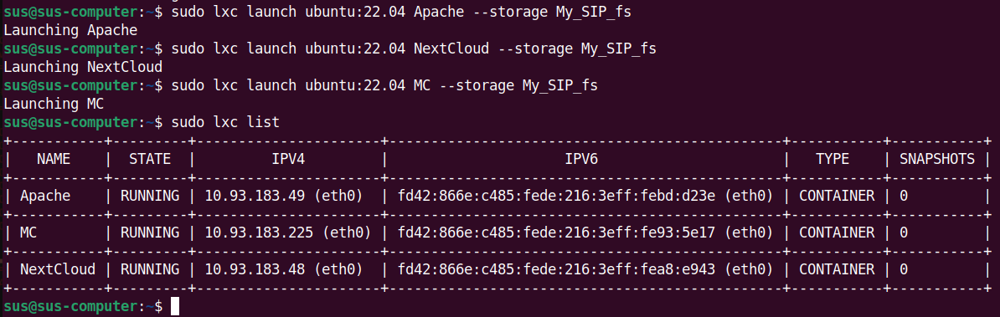 sus@sus-computer:~$ sudo lxc launch ubuntu:22.04 Apache --storage My_SIP_fs
Launching Apache
sus@sus-computer:~$ sudo lxc launch ubuntu:22.04 NextCloud --storage My_SIP_fs
Launching NextCloud
sus@sus-computer:~$ sudo lxc launch ubuntu:22.04 MC --storage My_SIP_fs
Launching MC
sus@sus-computer:~$ sudo lxc list
+-----------+---------+----------------------+-----------------------------------------------+-----------+-----------+
|   NAME    |  STATE  |         IPV4         |                     IPV6                      |   TYPE    | SNAPSHOTS |
+-----------+---------+----------------------+-----------------------------------------------+-----------+-----------+
| Apache    | RUNNING | 10.93.183.49 (eth0)  | fd42:866e:c485:fede:216:3eff:febd:d23e (eth0) | CONTAINER | 0         |
+-----------+---------+----------------------+-----------------------------------------------+-----------+-----------+
| MC        | RUNNING | 10.93.183.225 (eth0) | fd42:866e:c485:fede:216:3eff:fe93:5e17 (eth0) | CONTAINER | 0         |
+-----------+---------+----------------------+-----------------------------------------------+-----------+-----------+
| NextCloud | RUNNING | 10.93.183.48 (eth0)  | fd42:866e:c485:fede:216:3eff:fea8:e943 (eth0) | CONTAINER | 0         |
+-----------+---------+----------------------+-----------------------------------------------+-----------+-----------+
sus@sus-computer:~$